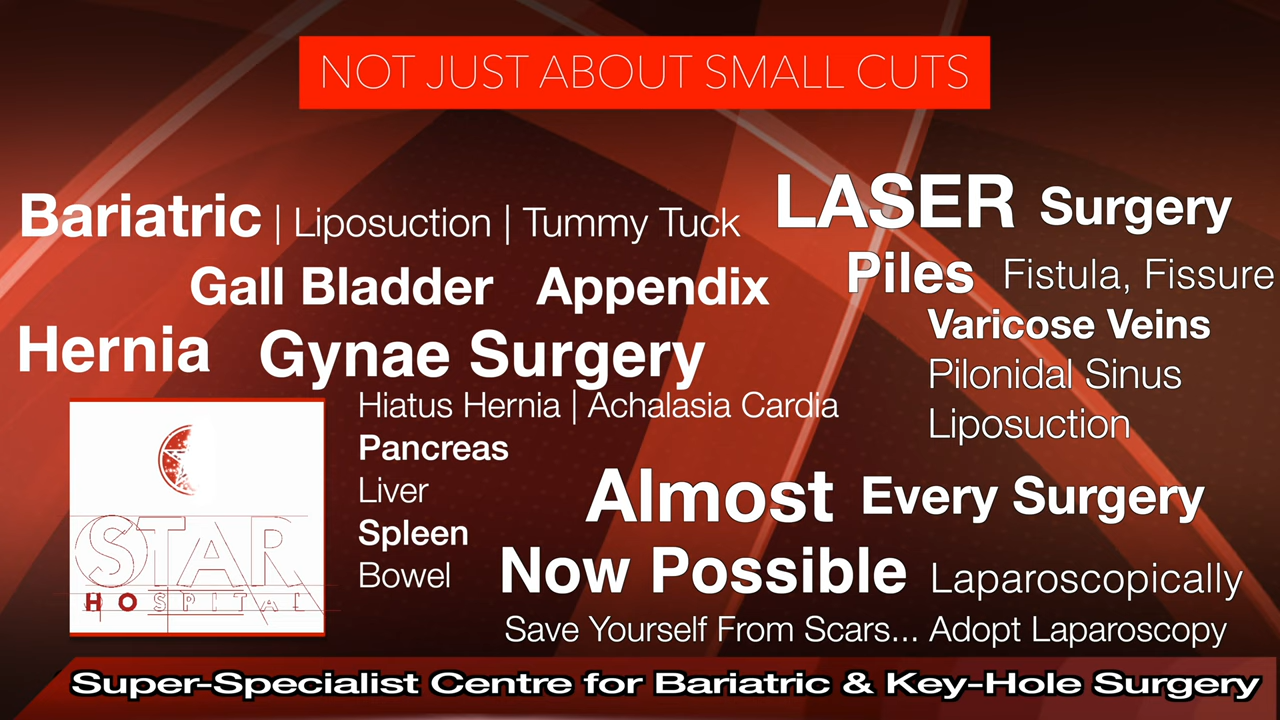 NOT JUST ABOUT SMALL CUTS
Bariatric | Liposuction | Tummy Tuck
Gall Bladder Appendix
Hernia Gynae Surgery
Hiatus Hernia | Achalasia Cardia
Pancreas
Liver
Spleen
Bowel
LASER Surgery
Piles Fistula, Fissure
Varicose Veins
Pilonidal Sinus
Liposuction
Almost Every Surgery
Now Possible Laparoscopically
Save Yourself From Scars... Adopt Laparoscopy
STAR
HOSPITAL
Super-Specialist Centre for Bariatric & Key-Hole Surgery